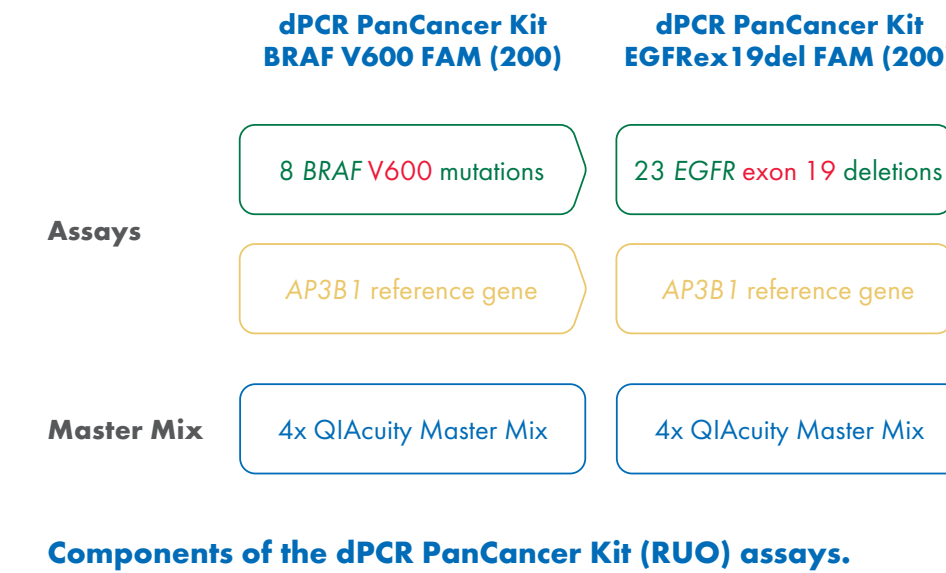 dPCR PanCancer Kit
BRAF V600 FAM (200)
dPCR PanCancer Kit
EGFRex19del FAM (200
Assays
8 BRAF V600 mutations
23 EGFR exon 19 deletions
AP3B1 reference gene
AP3B1 reference gene
Master Mix
4x QIAcuity Master Mix
4x QIAcuity Master Mix
Components of the dPCR PanCancer Kit (RUO) assays.